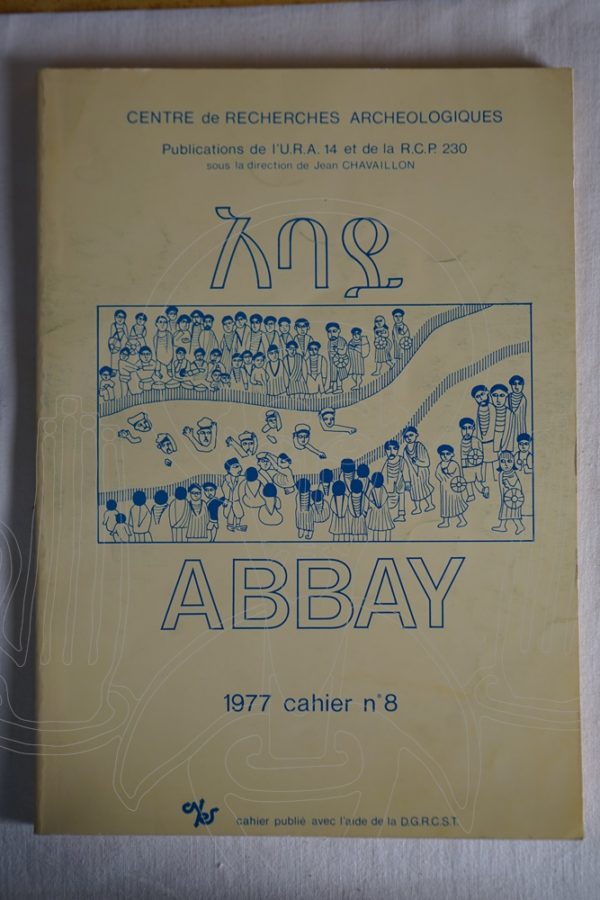 CENTRE de RECHERCHES ARCHEOLOGIQUES
Publications de l'U.R.A. 14 et de la R.C.P. 230
sous la direction de Jean CHAVAILLON
አባይ
ABBAY
1977 cahier n°8
cnrs cahier publié avec l'aide de la D.G.R.C.S.T.